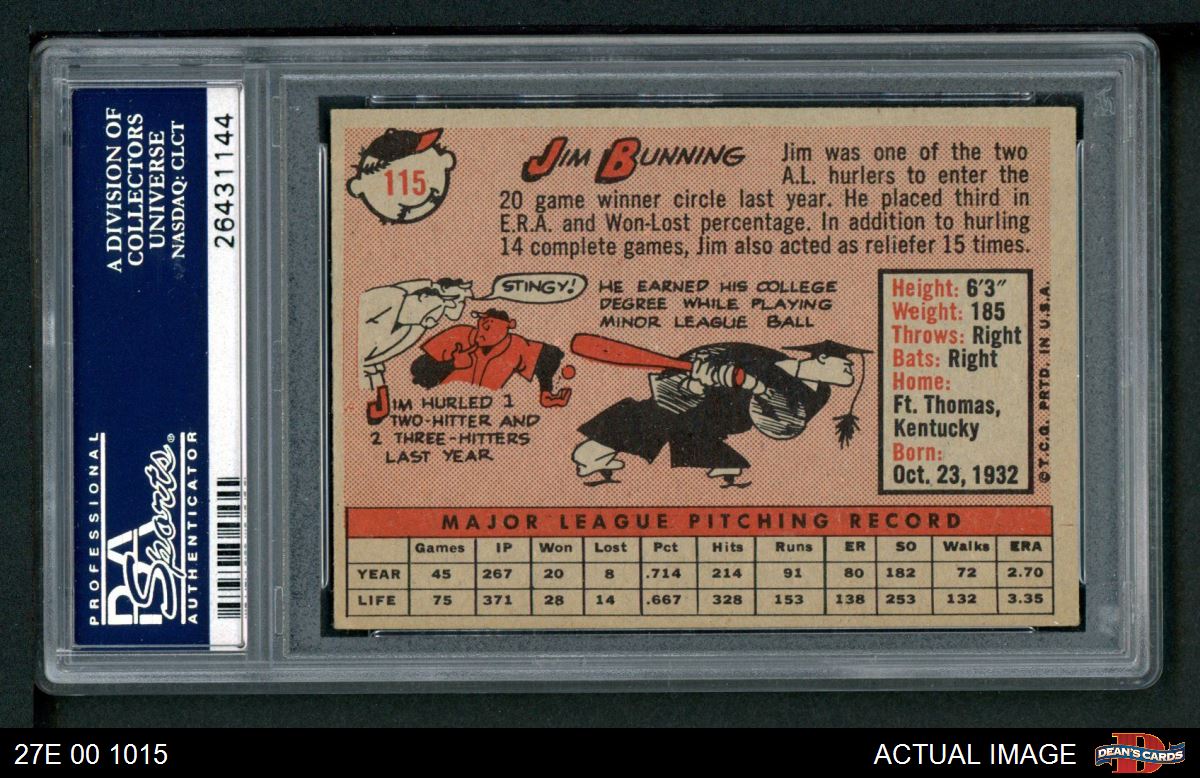 A DIVISION OF
COLLECTORS
UNIVERSE
NASDAQ: CLCT
26431144
PROFESSIONAL
PSA
Sports®
AUTHENTICATOR
115
JIM BUNNING
Jim was one of the two
A.L. hurlers to enter the
20 game winner circle last year. He placed third in
E.R.A. and Won-Lost percentage. In addition to hurling
14 complete games, Jim also acted as reliefer 15 times.
STINGY!
HE EARNED HIS COLLEGE
DEGREE WHILE PLAYING
MINOR LEAGUE BALL
JIM HURLED 1
TWO-HITTER AND
2 THREE-HITTERS
LAST YEAR
Height: 6'3"
Weight: 185
Throws: Right
Bats: Right
Home:
Ft. Thomas,
Kentucky
Born:
Oct. 23, 1932
©T.C.G. PRTD. IN U.S.A.
MAJOR LEAGUE PITCHING RECORD
Games IP Won Lost Pct Hits Runs ER SO Walks ERA
YEAR 45 267 20 8 .714 214 91 80 182 72 2.70
LIFE 75 371 28 14 .667 328 153 138 253 132 3.35
27E 00 1015
ACTUAL IMAGE
D
DEAN'S CARDS